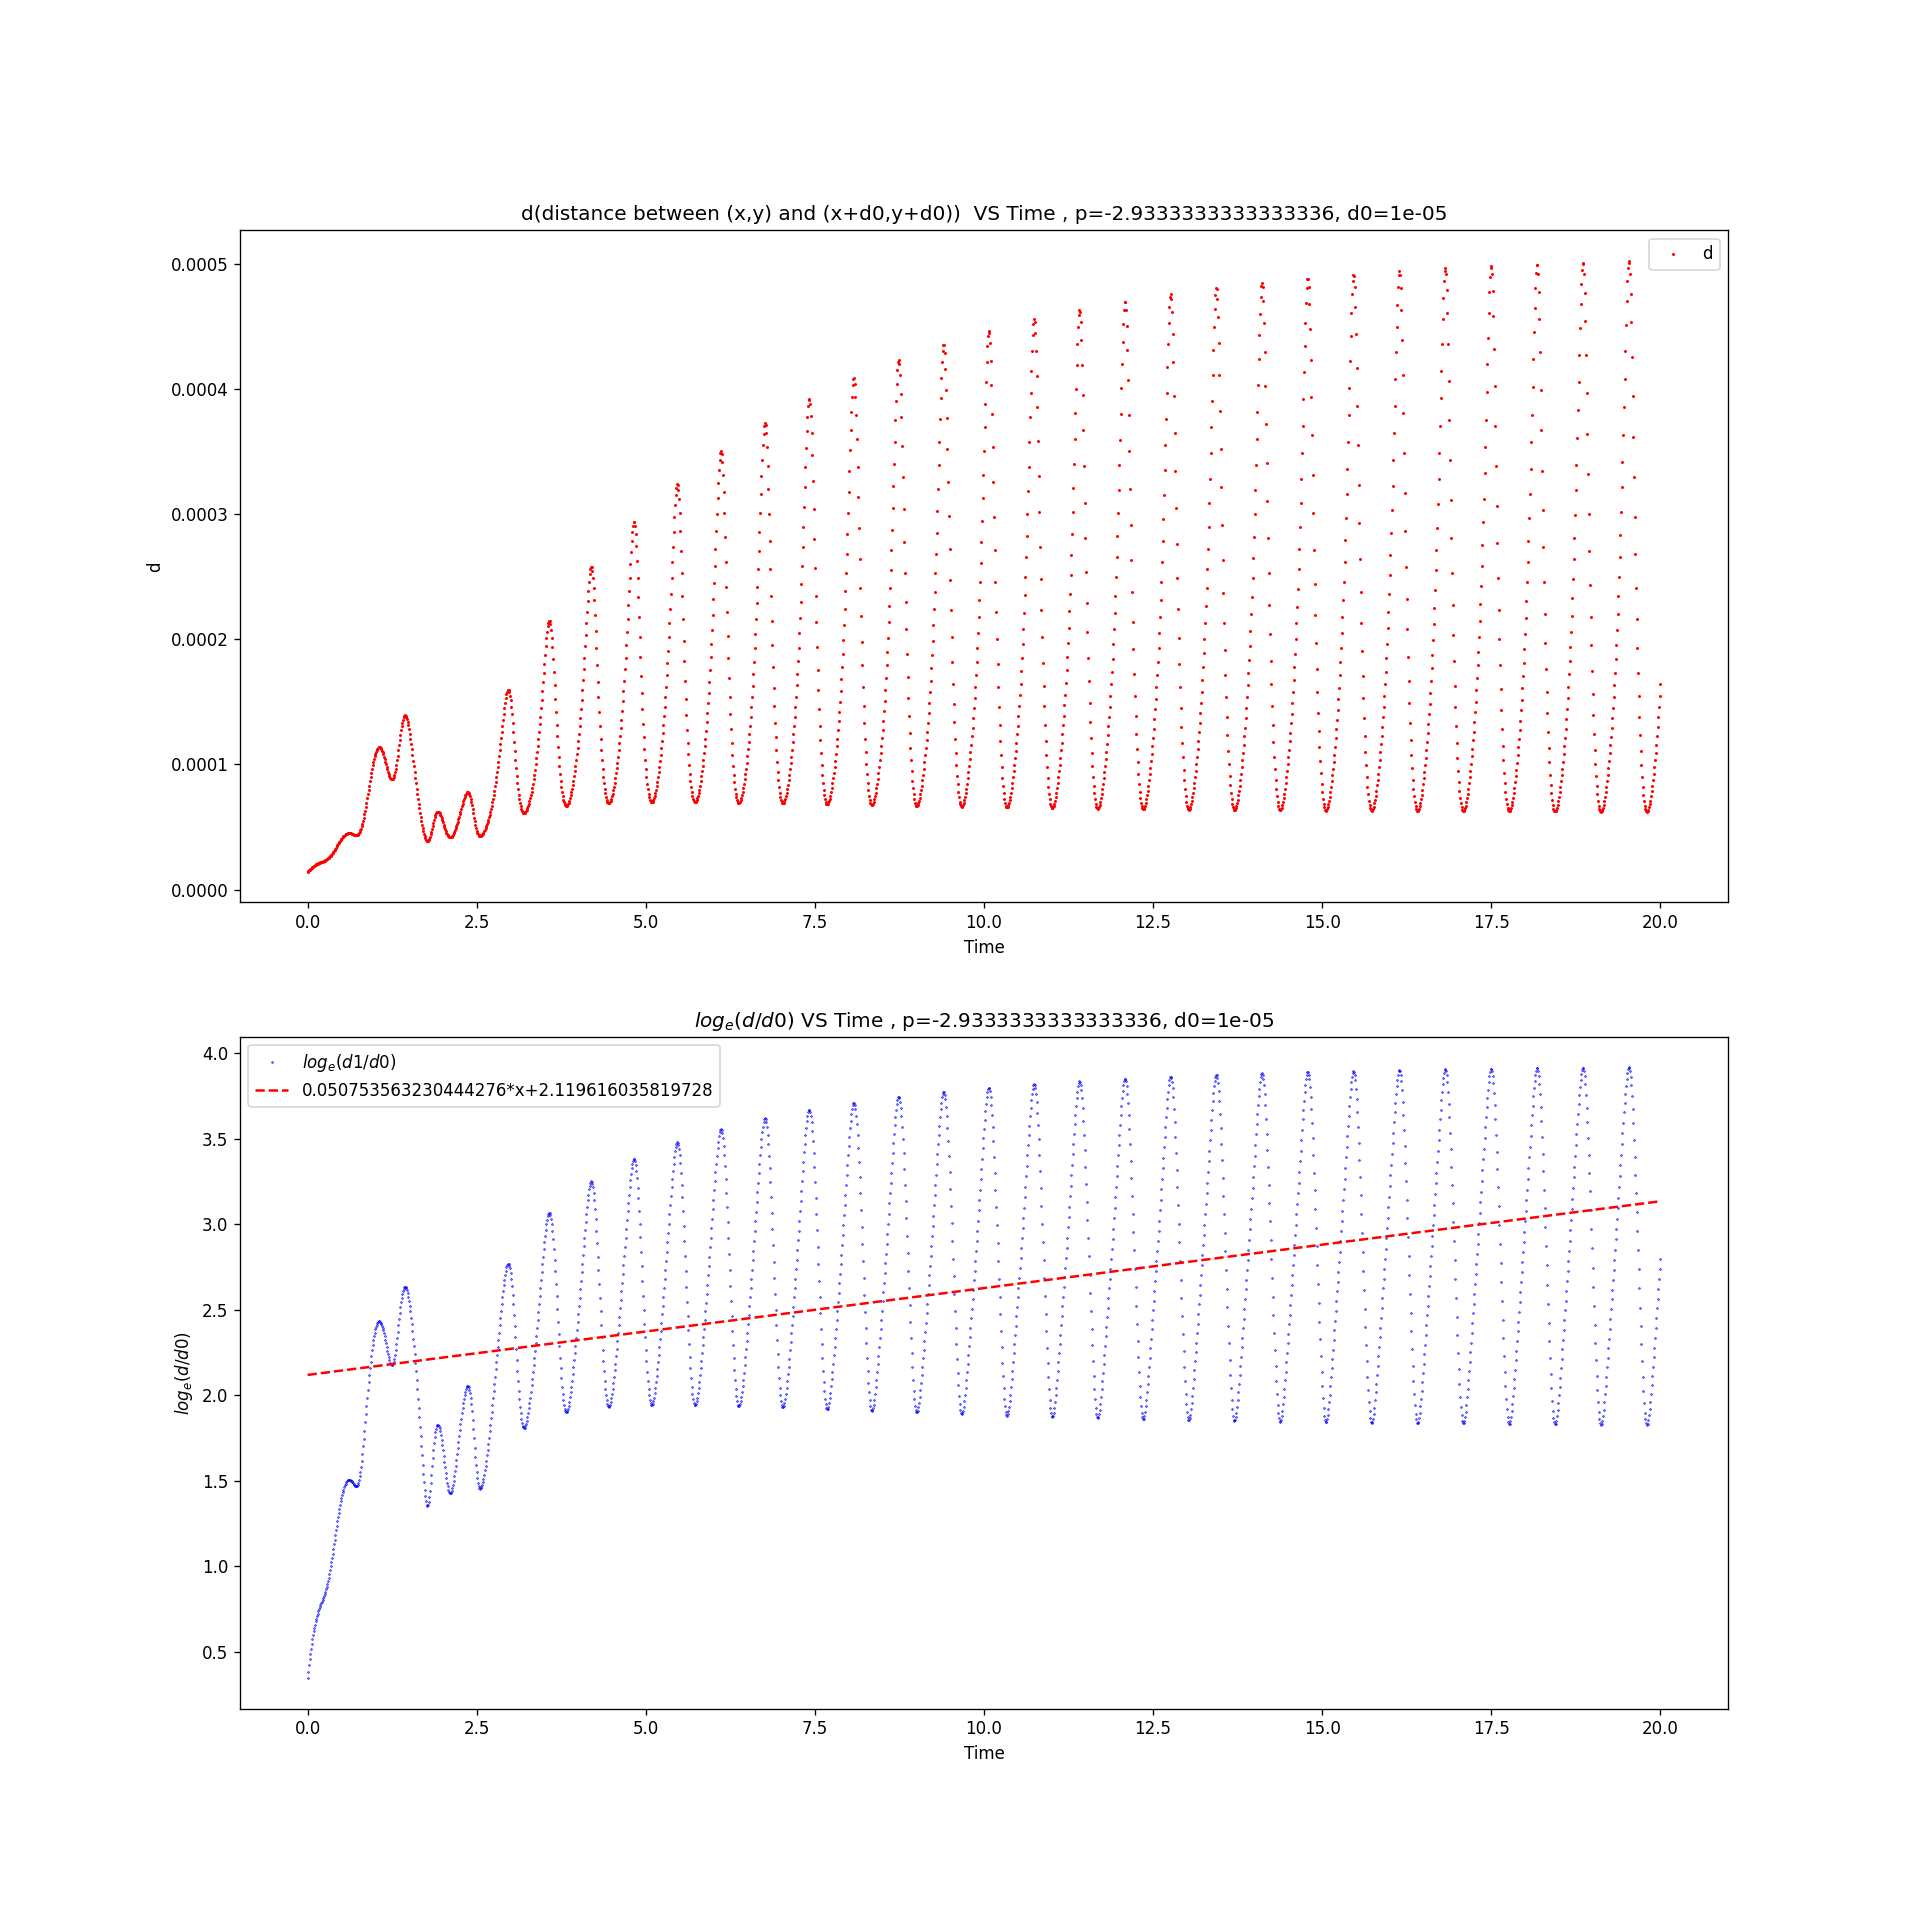 d(distance between (x,y) and (x+d0,y+d0))  VS Time , p=-2.9333333333333336, d0=1e-05
d
0.0005
0.0004
0.0003
0.0002
0.0001
0.0000
d
0.0 2.5 5.0 7.5 10.0 12.5 15.0 17.5 20.0
Time
log_e(d/d0) VS Time , p=-2.9333333333333336, d0=1e-05
log_e(d1/d0)
0.050753563230444276*x+2.119616035819728
4.0
3.5
3.0
2.5
2.0
1.5
1.0
0.5
log_e(d/d0)
0.0 2.5 5.0 7.5 10.0 12.5 15.0 17.5 20.0
Time